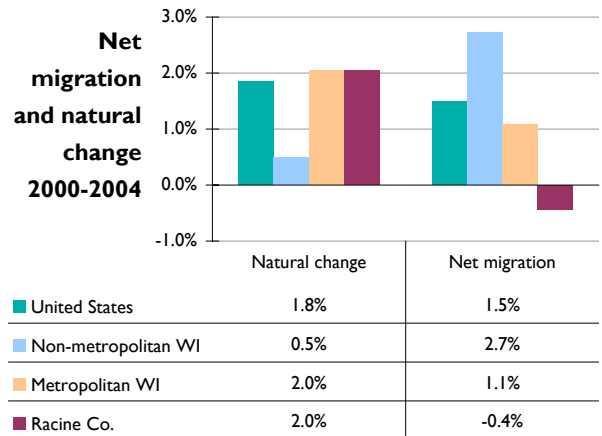 Net
migration
and natural
change
2000-2004
3.0%
2.0%
1.0%
0.0%
-1.0%
Natural change Net migration
United States 1.8% 1.5%
Non-metropolitan WI 0.5% 2.7%
Metropolitan WI 2.0% 1.1%
Racine Co. 2.0% -0.4%